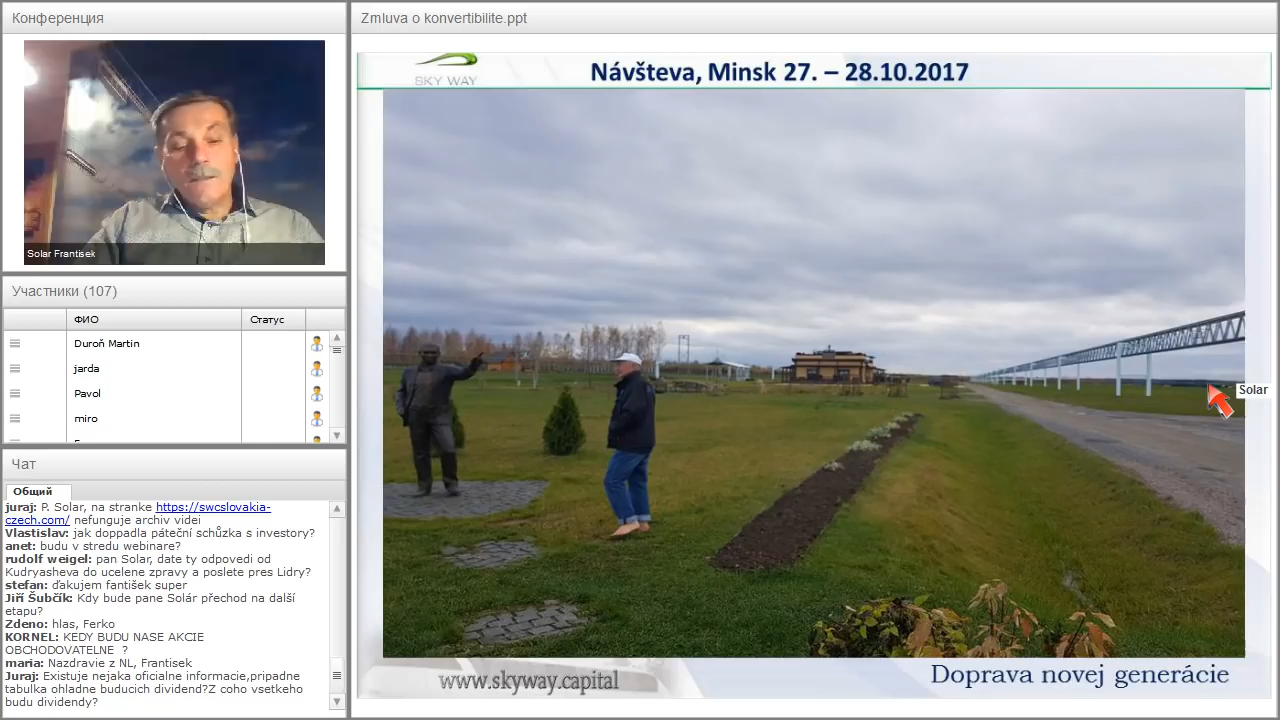 Конференция
Solar Frantisek
Участники (107)
ФИО
Статус
Duroň Martin
jarda
Pavol
miro
Чат
Общий
juraj: P. Solar, na stranke https://swcslovakia-
czech.com/ nefunguje archiv videi
Vlastislav: jak doppadla páteční schůzka s investory?
anet: budu v stredu webinare?
rudolf weigel: pan Solar, date ty odpovedi od
Kudryasheva do ucelene zpravy a poslete pres Lidry?
stefan: ďakujem fantišek super
Jiří Šubčík: Kdy bude pane Solár přechod na další
etapu?
Zdeno: hlas, Ferko
KORNEL: KEDY BUDU NASE AKCIE
OBCHODOVATELNE ?
maria: Nazdravie z NL, Frantisek
Juraj: Existuje nejaka oficialne informacie,pripadne
tabulka ohladne buducich dividend?Z coho vsetkeho
budu dividendy?
Zmluva o konvertibilite.ppt
SKY WAY
Návšteva, Minsk 27. – 28.10.2017
Solar
www.skyway.capital
Doprava novej generácie